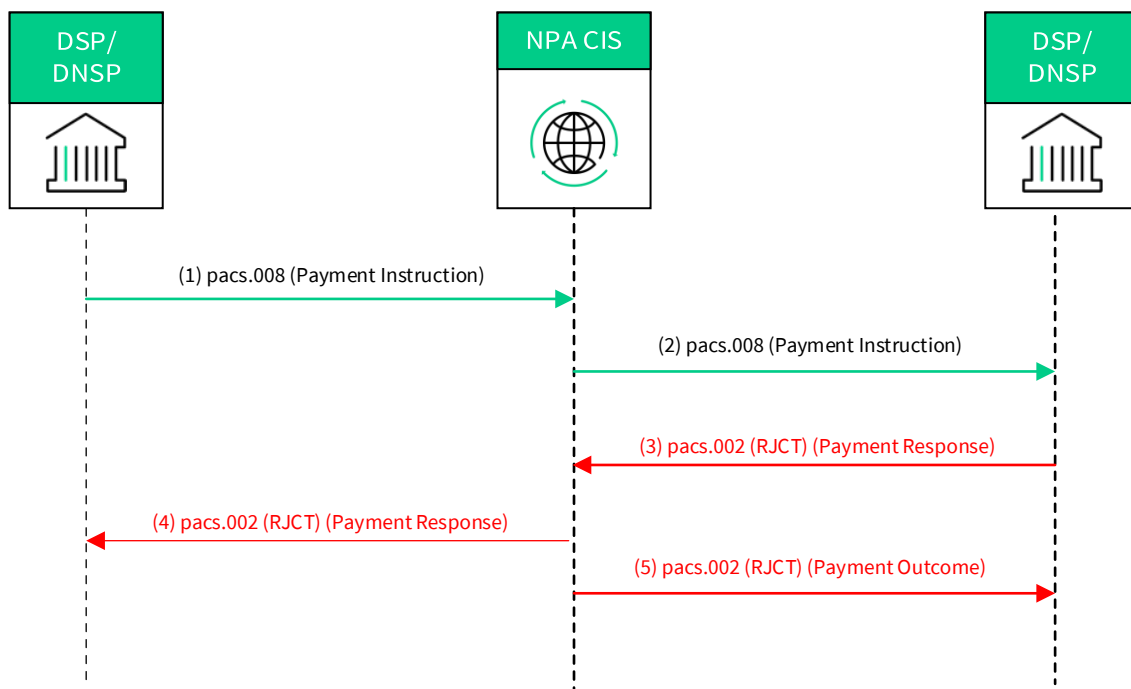 DSP/
DNSP
NPA CIS
DSP/
DNSP
(1) pacs.008 (Payment Instruction)
(2) pacs.008 (Payment Instruction)
(3) pacs.002 (RJCT) (Payment Response)
(4) pacs.002 (RJCT) (Payment Response)
(5) pacs.002 (RJCT) (Payment Outcome)